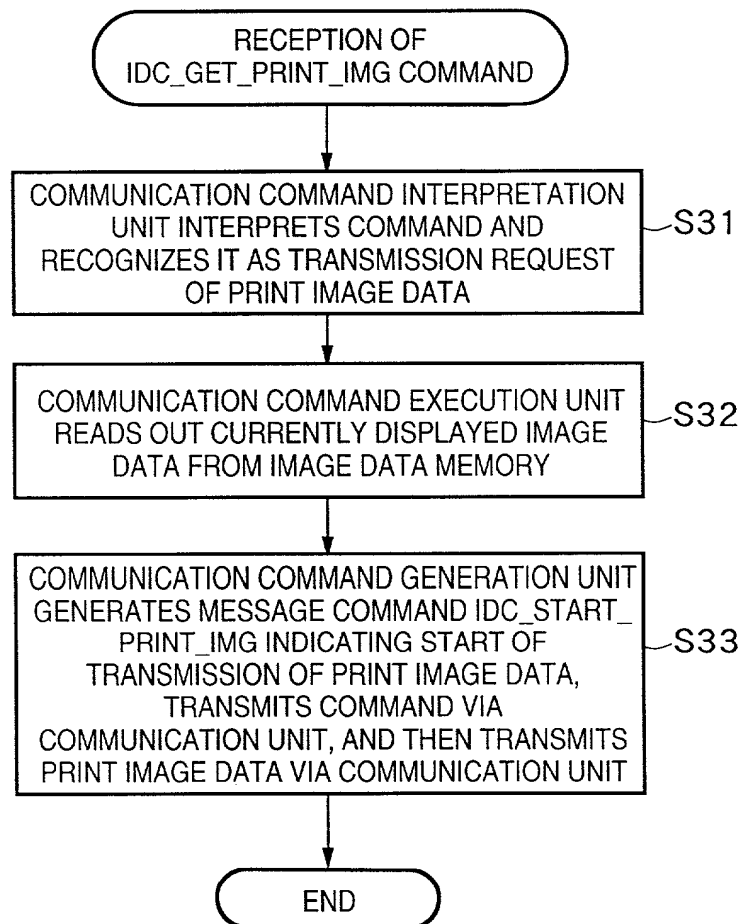 RECEPTION OF
IDC_GET_PRINT_IMG COMMAND
COMMUNICATION COMMAND INTERPRETATION
UNIT INTERPRETS COMMAND AND
RECOGNIZES IT AS TRANSMISSION REQUEST
OF PRINT IMAGE DATA
S31
COMMUNICATION COMMAND EXECUTION UNIT
READS OUT CURRENTLY DISPLAYED IMAGE
DATA FROM IMAGE DATA MEMORY
S32
COMMUNICATION COMMAND GENERATION UNIT
GENERATES MESSAGE COMMAND IDC_START_
PRINT_IMG INDICATING START OF
TRANSMISSION OF PRINT IMAGE DATA,
TRANSMITS COMMAND VIA
COMMUNICATION UNIT, AND THEN TRANSMITS
PRINT IMAGE DATA VIA COMMUNICATION UNIT
S33
END